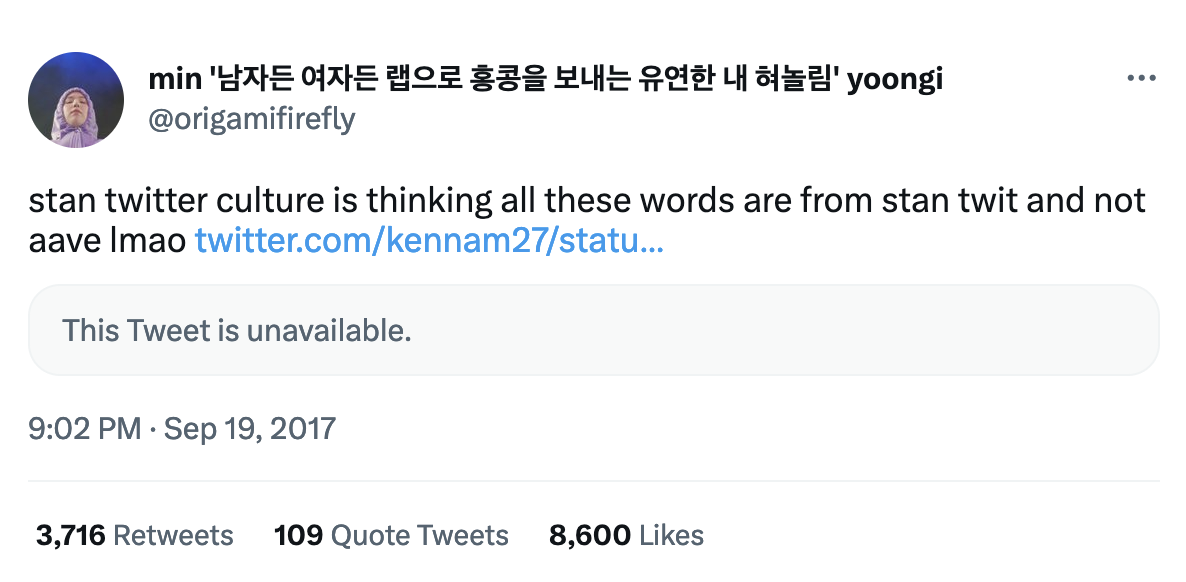 min '남자든 여자든 랩으로 홍콩을 보내는 유연한 내 혀놀림' yoongi
@origamifirefly
stan twitter culture is thinking all these words are from stan twit and not
aave lmao twitter.com/kennam27/statu...
This Tweet is unavailable.
9:02 PM · Sep 19, 2017
3,716 Retweets 109 Quote Tweets 8,600 Likes